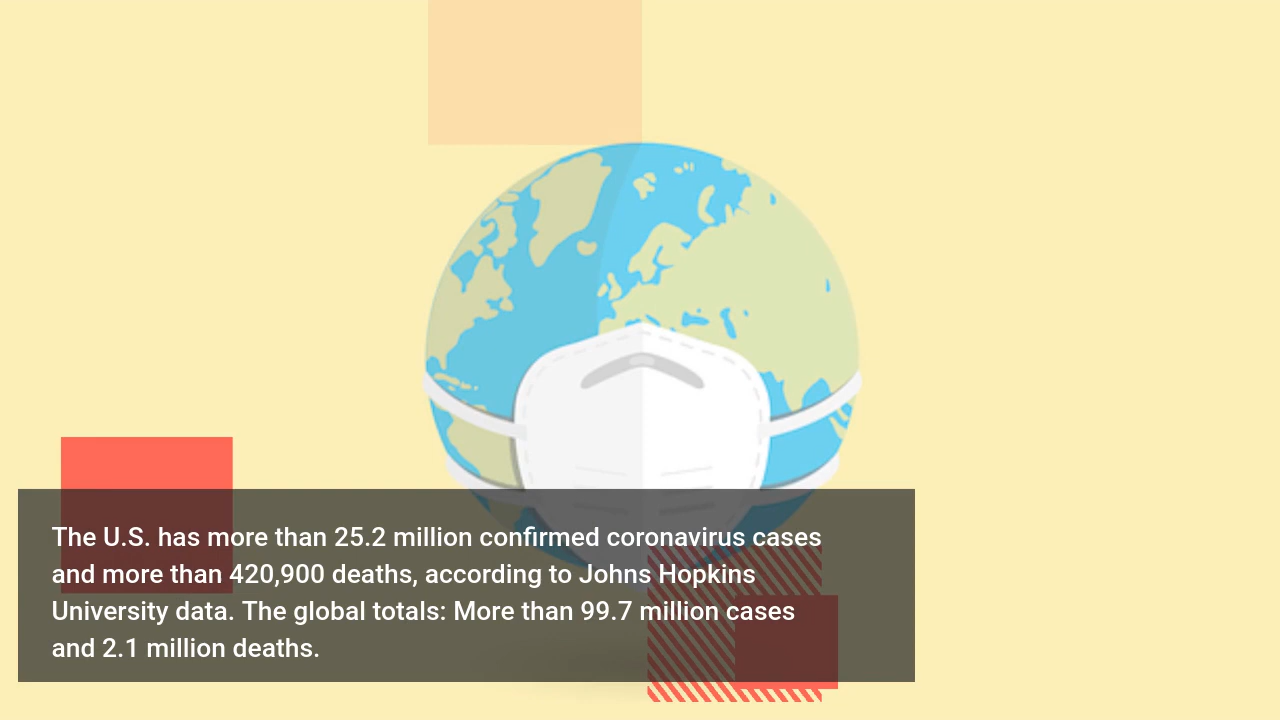 The U.S. has more than 25.2 million confirmed coronavirus cases
and more than 420,900 deaths, according to Johns Hopkins
University data. The global totals: More than 99.7 million cases
and 2.1 million deaths.